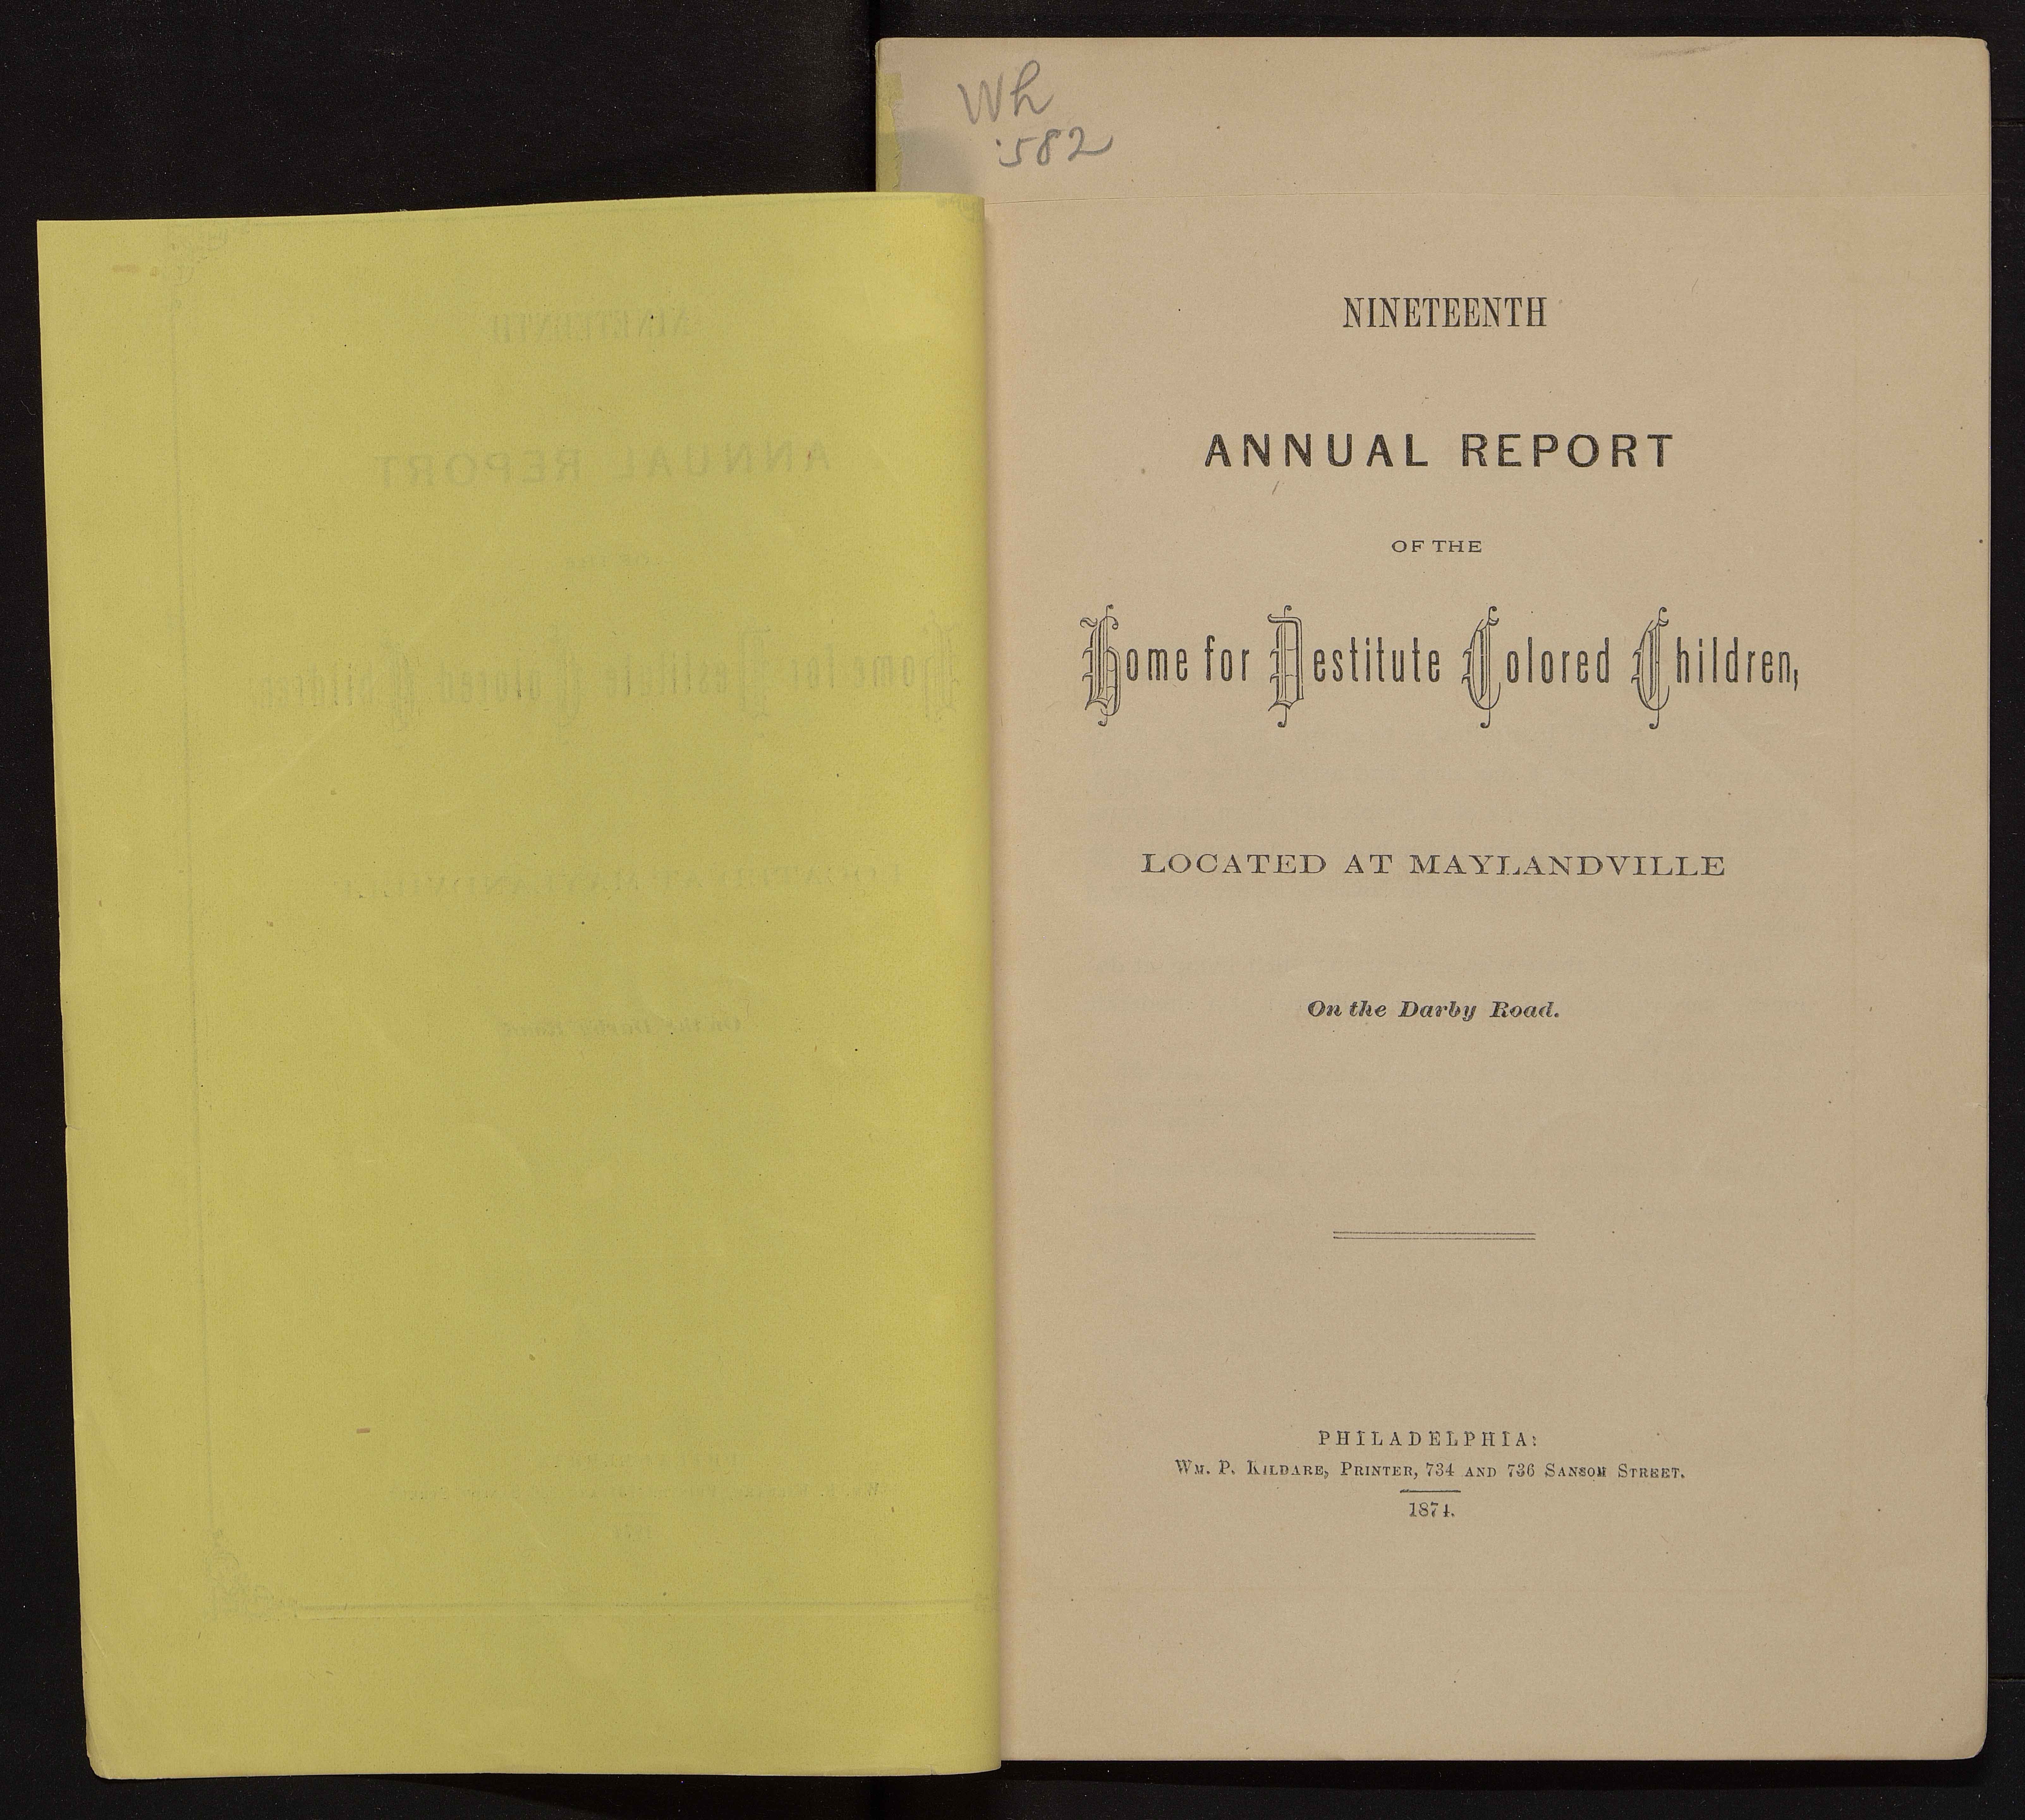 Wh
582
NINETEENTH
ANNUAL REPORT
OF THE
Home for Destitute Colored Children,
LOCATED AT MAYLANDVILLE
On the Darby Road.
PHILADELPHIA:
WM. P. KILDARE, PRINTER, 734 AND 736 SANSOM STREET.
1874.